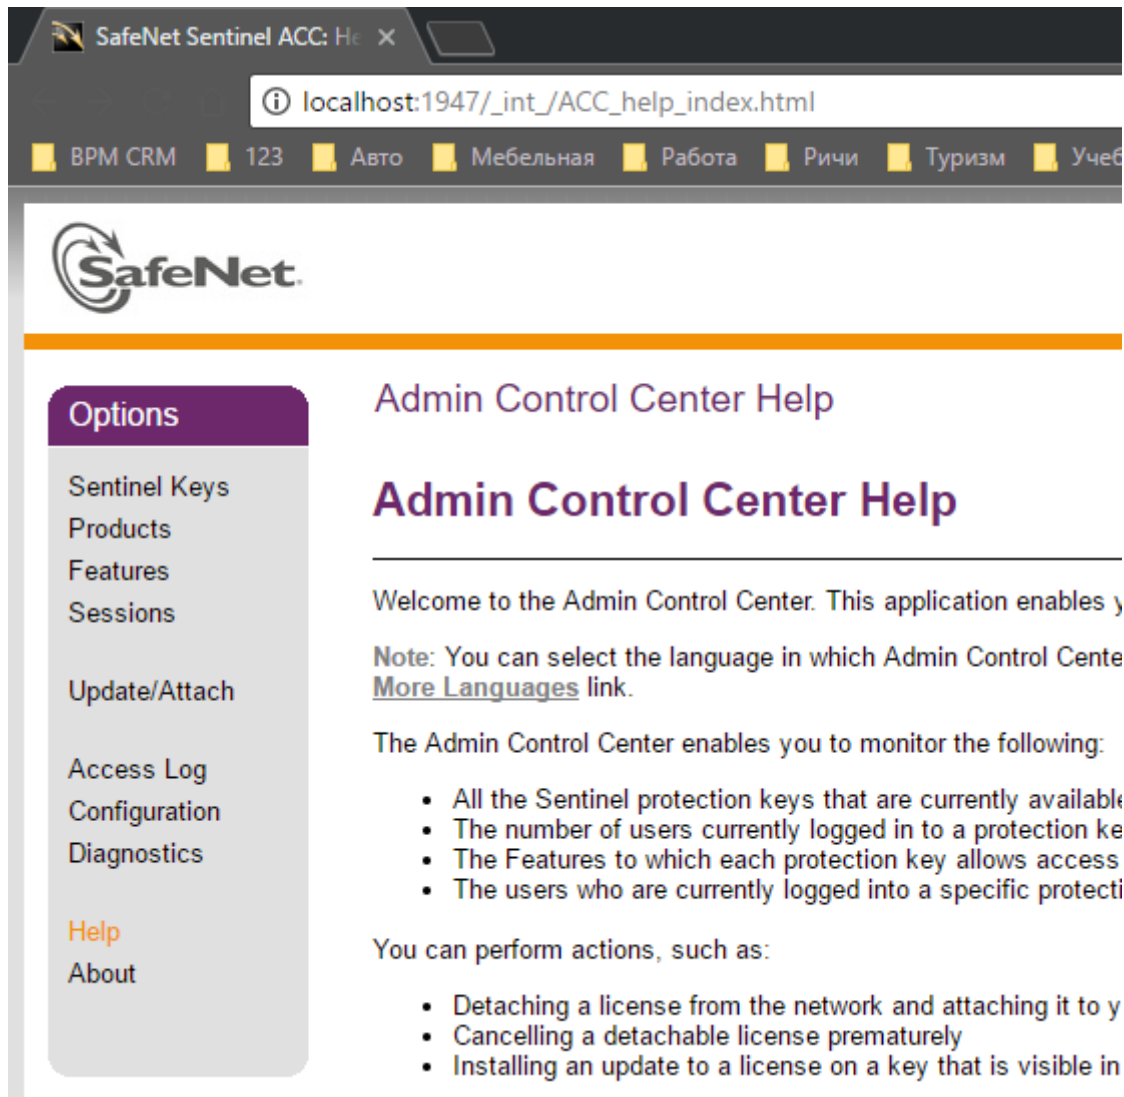 SafeNet Sentinel ACC: He
localhost:1947/_int_/ACC_help_index.html
BPM CRM 123 Авто Мебельная Работа Ричи Туризм Учеб
SafeNet.
Options
Sentinel Keys
Products
Features
Sessions
Update/Attach
Access Log
Configuration
Diagnostics
Help
About
Admin Control Center Help
Admin Control Center Help
Welcome to the Admin Control Center. This application enables y
Note: You can select the language in which Admin Control Cente
More Languages link.
The Admin Control Center enables you to monitor the following:
• All the Sentinel protection keys that are currently available
• The number of users currently logged in to a protection ke
• The Features to which each protection key allows access
• The users who are currently logged into a specific protecti
You can perform actions, such as:
• Detaching a license from the network and attaching it to y
• Cancelling a detachable license prematurely
• Installing an update to a license on a key that is visible in